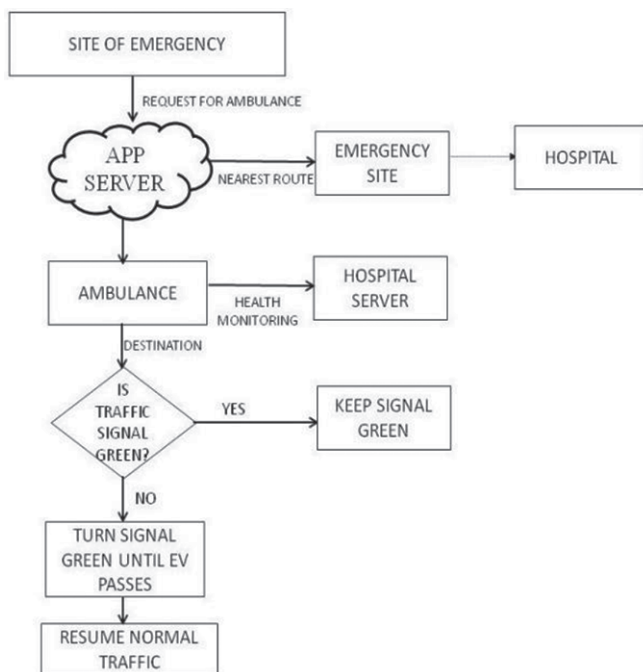 SITE OF EMERGENCY
REQUEST FOR AMBULANCE
APP
SERVER
NEAREST ROUTE
EMERGENCY
SITE
HOSPITAL
AMBULANCE
HEALTH
MONITORING
HOSPITAL
SERVER
DESTINATION
IS
TRAFFIC
SIGNAL
GREEN?
YES
KEEP SIGNAL
GREEN
NO
TURN SIGNAL
GREEN UNTIL EV
PASSES
RESUME NORMAL
TRAFFIC